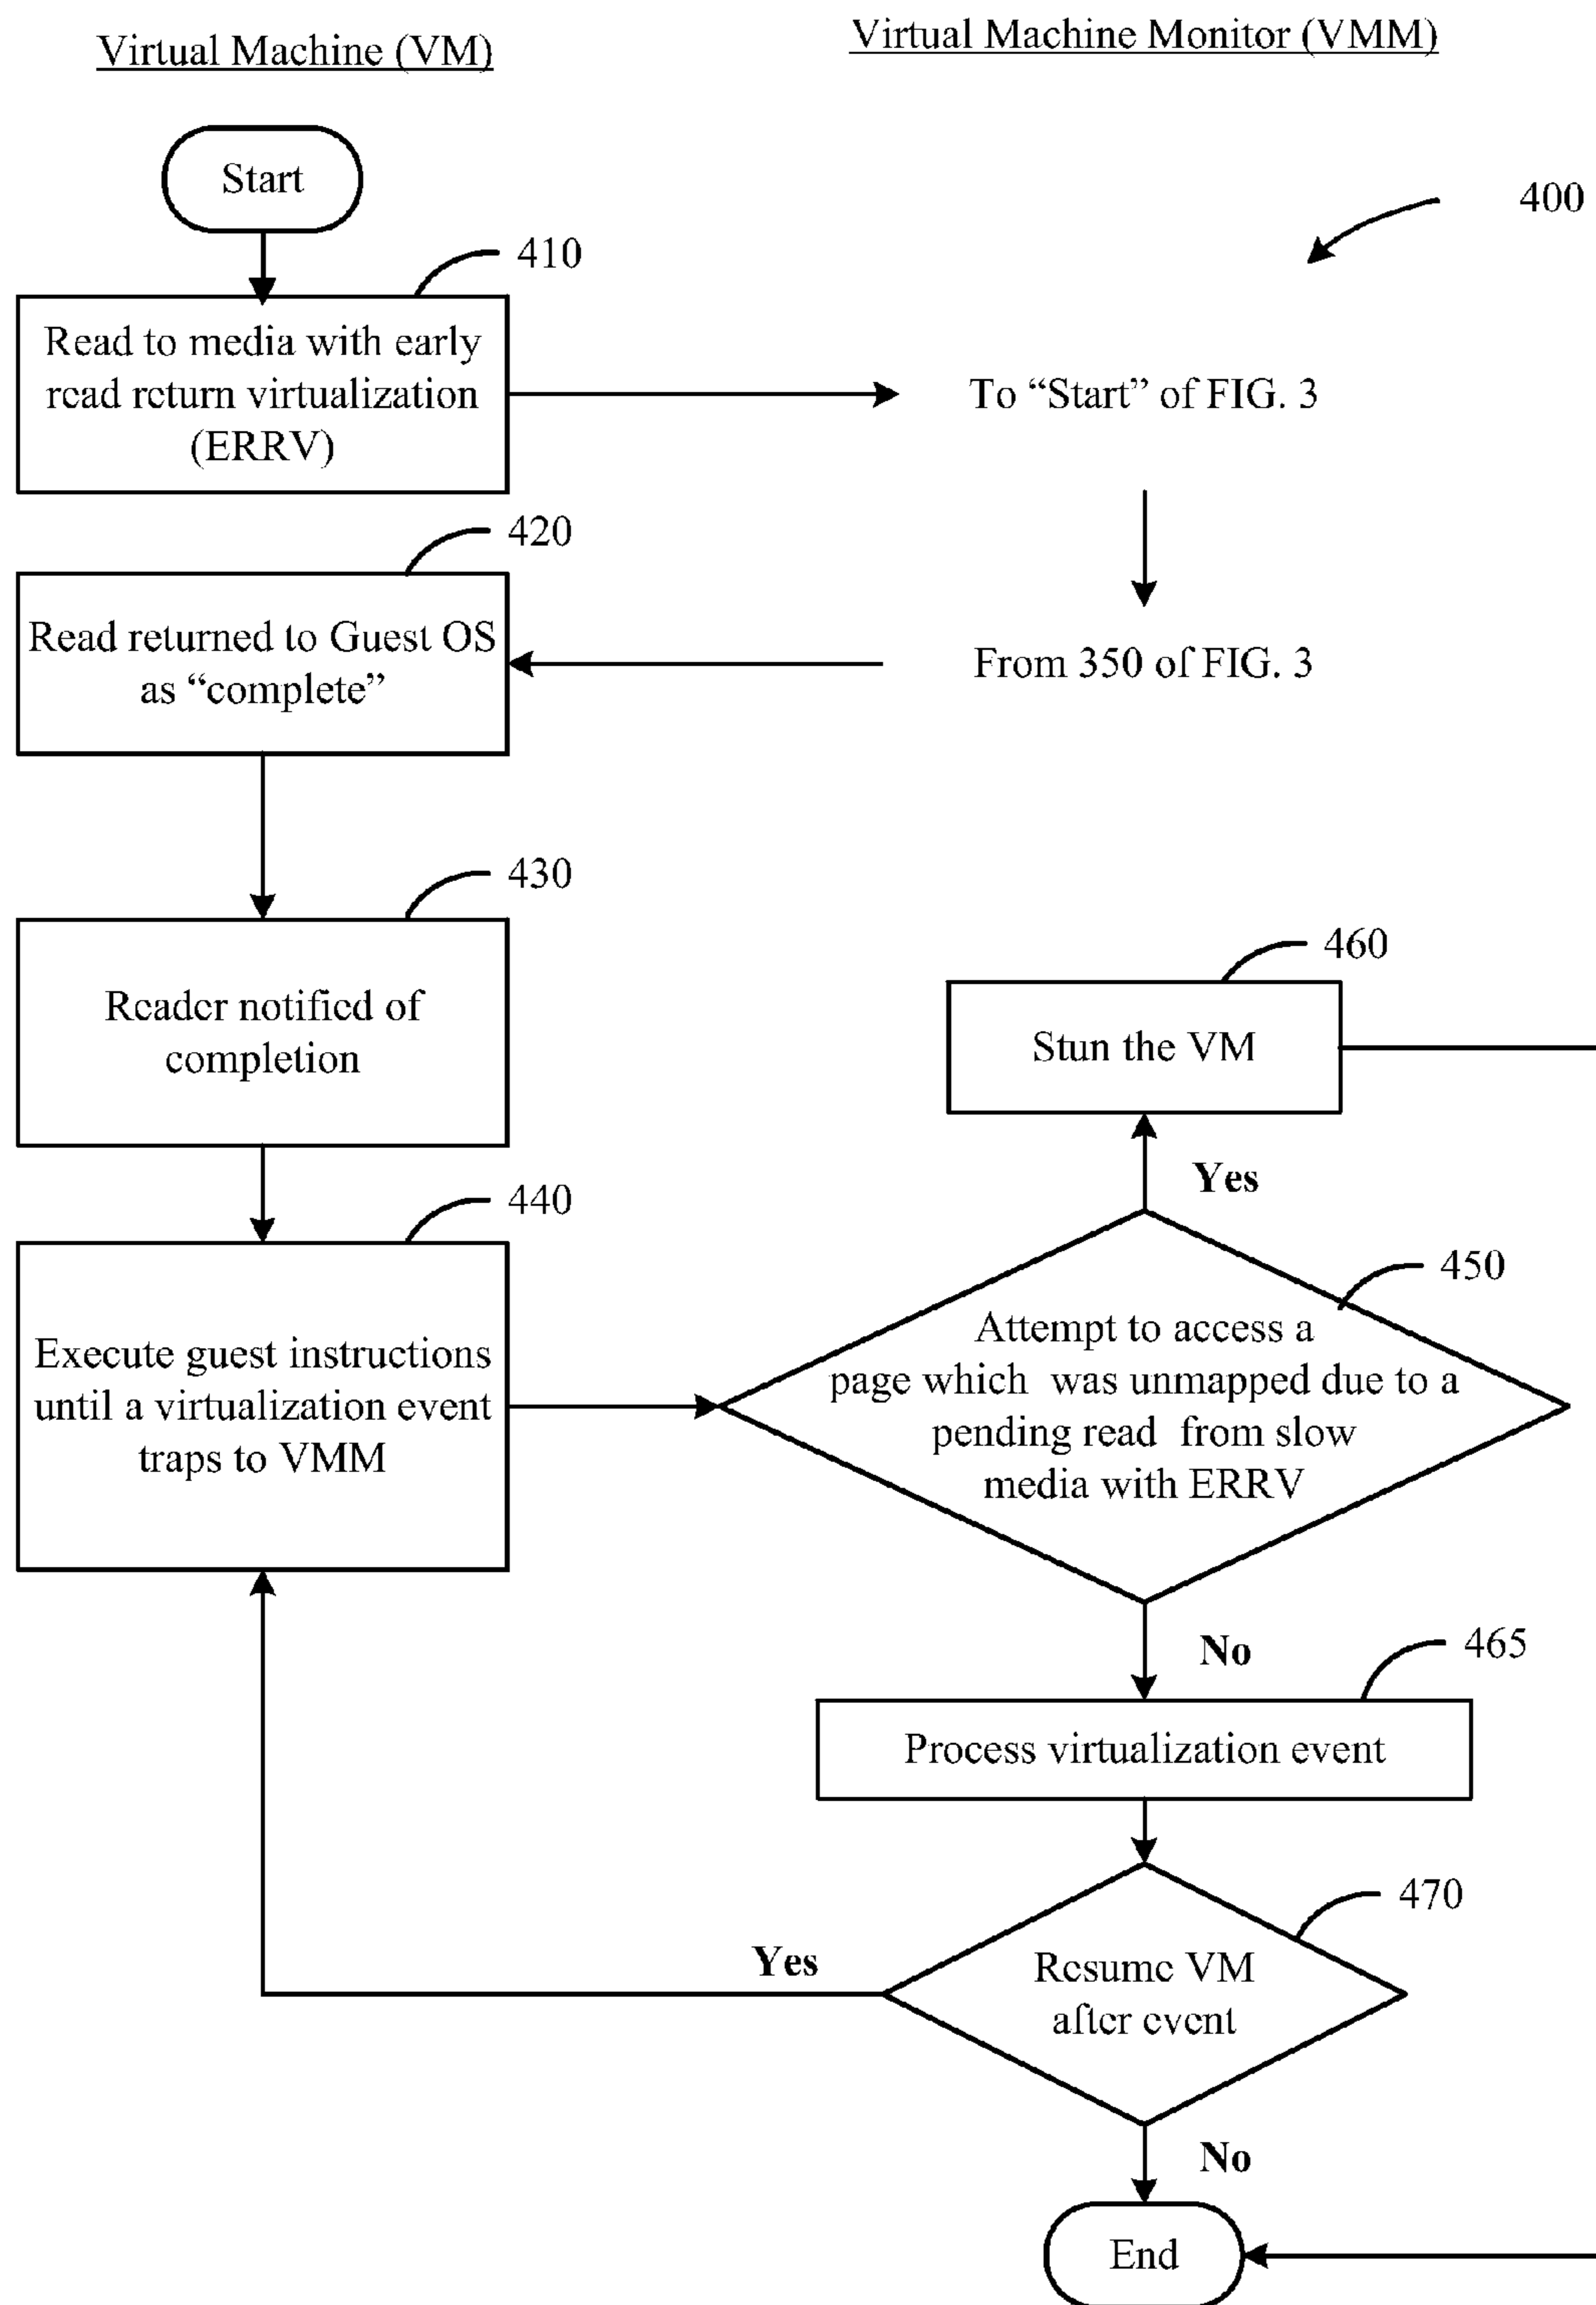 Virtual Machine (VM)
Virtual Machine Monitor (VMM)
Start
400
410
Read to media with early
read return virtualization
(ERRV)
To “Start” of FIG. 3
420
Read returned to Guest OS
as “complete”
From 350 of FIG. 3
430
Reader notified of
completion
460
Stun the VM
Yes
440
Execute guest instructions
until a virtualization event
traps to VMM
450
Attempt to access a
page which was unmapped due to a
pending read from slow
media with ERRV
No
465
Process virtualization event
470
Yes
Resume VM
after event
No
End